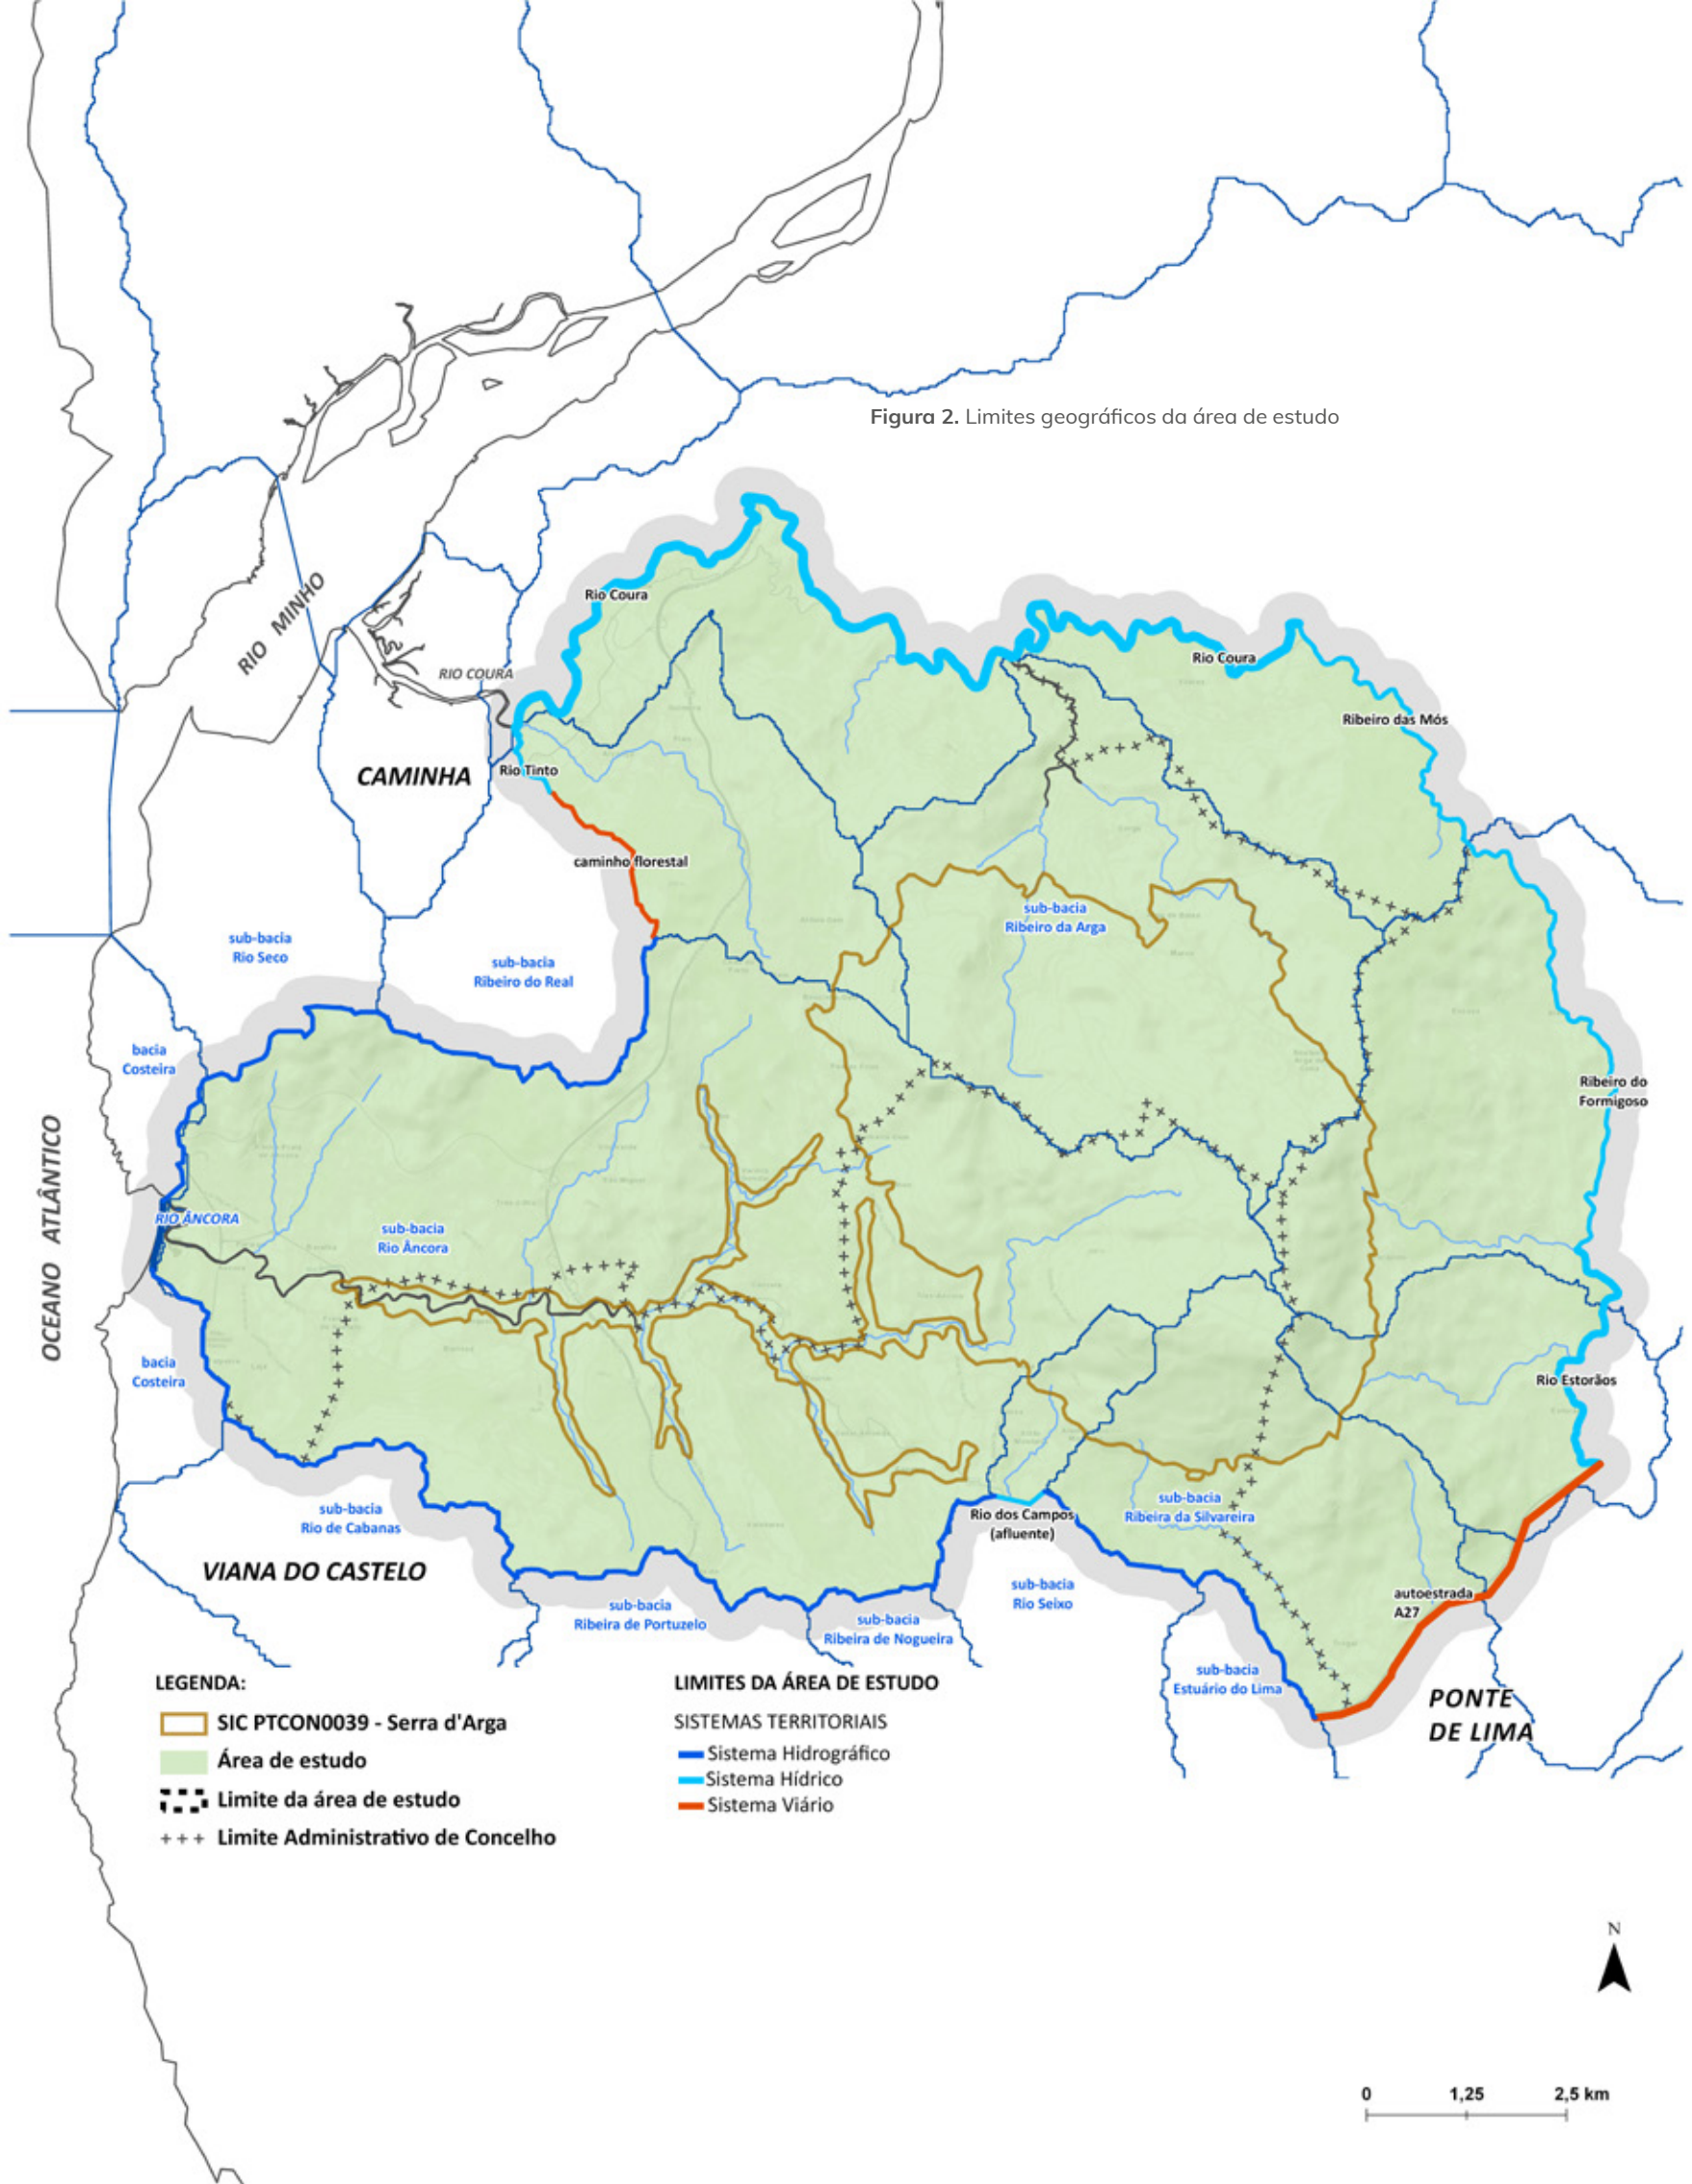 Figura 2. Limites geográficos da área de estudo
Rio Coura
RIO MINHO
RIO COURA
Rio Coura
Ribeiro das Mós
CAMINHA
Rio Tinto
caminho florestal
sub-bacia
Ribeiro da Arga
sub-bacia
Rio Seco
sub-bacia
Ribeiro do Real
bacia
Costeira
Ribeiro do
Formigoso
OCEANO ATLÂNTICO
RIO ÂNCORA
sub-bacia
Rio Âncora
bacia
Costeira
Rio Estorãos
sub-bacia
Rio de Cabanas
Rio dos Campos
(afluente)
sub-bacia
Ribeira da Silvareira
VIANA DO CASTELO
sub-bacia
Rio Seixo
autoestrada
A27
sub-bacia
Ribeira de Portuzelo
sub-bacia
Ribeira de Nogueira
sub-bacia
Estuário do Lima
PONTE
DE LIMA
LEGENDA:
SIC PTCON0039 - Serra d'Arga
Área de estudo
Limite da área de estudo
Limite Administrativo de Concelho
LIMITES DA ÁREA DE ESTUDO
SISTEMAS TERRITORIAIS
Sistema Hidrográfico
Sistema Hídrico
Sistema Viário
N
0 1,25 2,5 km